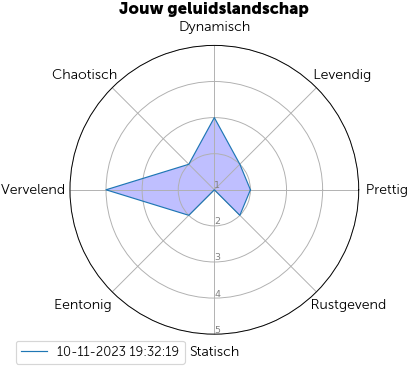 Jouw geluidslandschap
Dynamisch
Chaotisch
Levendig
Vervelend
1
Prettig
2
3
4
Eentonig
Rustgevend
5
10-11-2023 19:32:19
Statisch